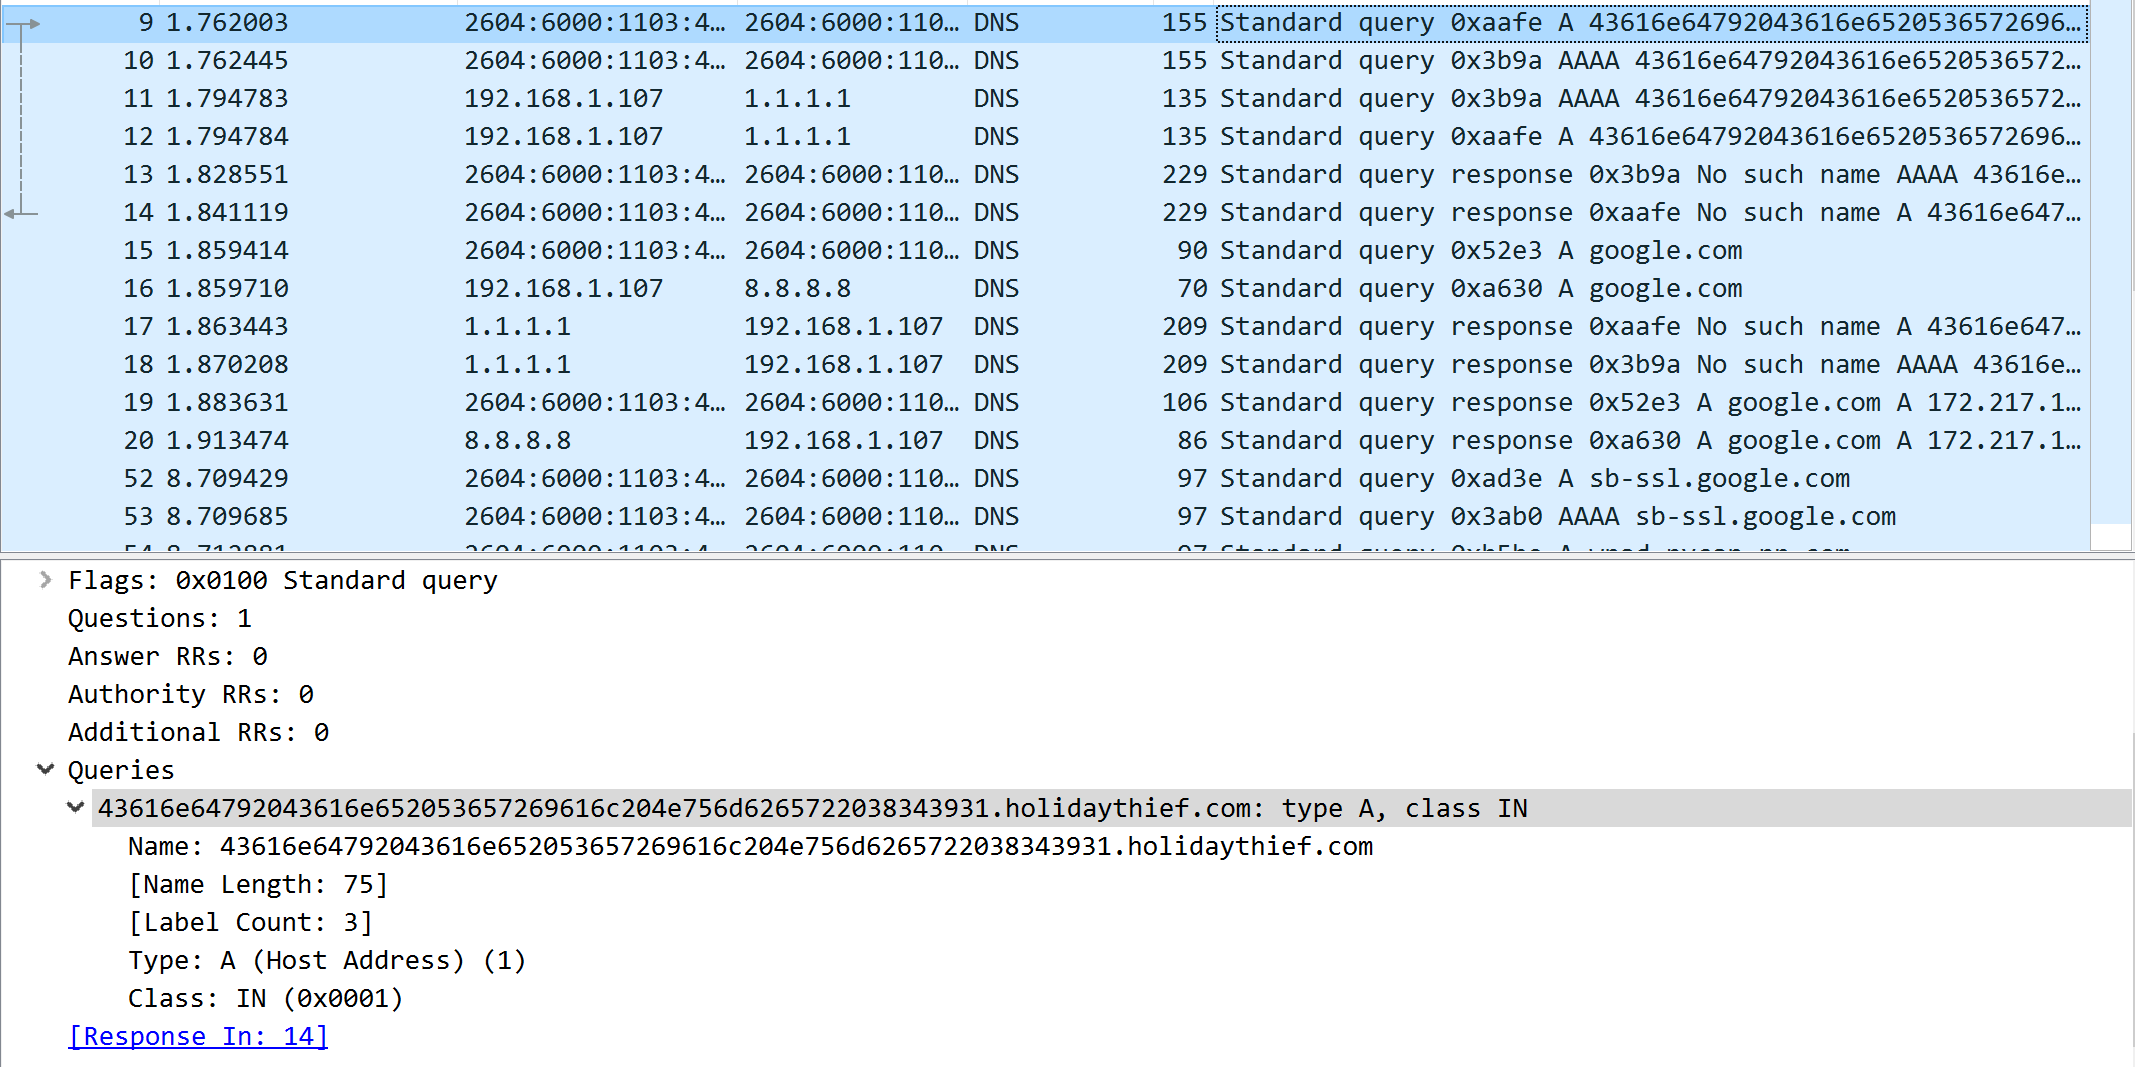 9 1.762003 2604:6000:1103:4… 2604:6000:110… DNS 155 Standard query 0xaafe A 43616e64792043616e6520536572696…
10 1.762445 2604:6000:1103:4… 2604:6000:110… DNS 155 Standard query 0x3b9a AAAA 43616e64792043616e6520536572…
11 1.794783 192.168.1.107 1.1.1.1 DNS 135 Standard query 0x3b9a AAAA 43616e64792043616e6520536572…
12 1.794784 192.168.1.107 1.1.1.1 DNS 135 Standard query 0xaafe A 43616e64792043616e6520536572696…
13 1.828551 2604:6000:1103:4… 2604:6000:110… DNS 229 Standard query response 0x3b9a No such name AAAA 43616e…
14 1.841119 2604:6000:1103:4… 2604:6000:110… DNS 229 Standard query response 0xaafe No such name A 43616e647…
15 1.859414 2604:6000:1103:4… 2604:6000:110… DNS 90 Standard query 0x52e3 A google.com
16 1.859710 192.168.1.107 8.8.8.8 DNS 70 Standard query 0xa630 A google.com
17 1.863443 1.1.1.1 192.168.1.107 DNS 209 Standard query response 0xaafe No such name A 43616e647…
18 1.870208 1.1.1.1 192.168.1.107 DNS 209 Standard query response 0x3b9a No such name AAAA 43616e…
19 1.883631 2604:6000:1103:4… 2604:6000:110… DNS 106 Standard query response 0x52e3 A google.com A 172.217.1…
20 1.913474 8.8.8.8 192.168.1.107 DNS 86 Standard query response 0xa630 A google.com A 172.217.1…
52 8.709429 2604:6000:1103:4… 2604:6000:110… DNS 97 Standard query 0xad3e A sb-ssl.google.com
53 8.709685 2604:6000:1103:4… 2604:6000:110… DNS 97 Standard query 0x3ab0 AAAA sb-ssl.google.com
Flags: 0x0100 Standard query
Questions: 1
Answer RRs: 0
Authority RRs: 0
Additional RRs: 0
Queries
43616e64792043616e652053657269616c204e756d6265722038343931.holidaythief.com: type A, class IN
Name: 43616e64792043616e652053657269616c204e756d6265722038343931.holidaythief.com
[Name Length: 75]
[Label Count: 3]
Type: A (Host Address) (1)
Class: IN (0x0001)
[Response In: 14]